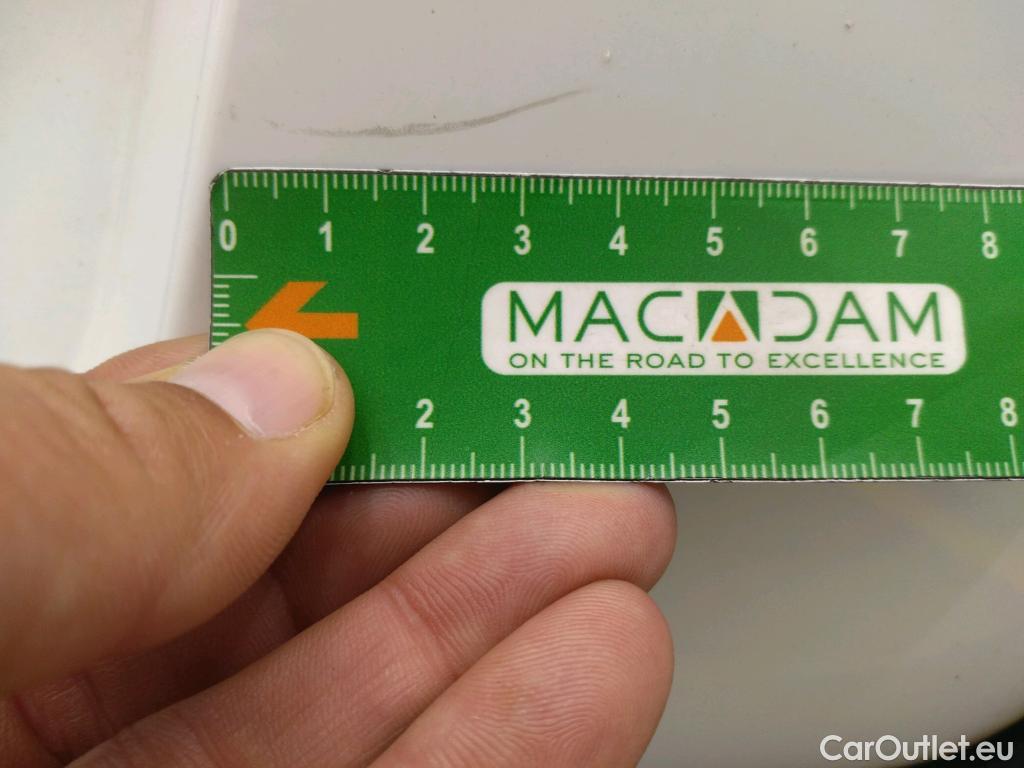 0 1 2 3 4 5 6 7 8
MACADAM
ON THE ROAD TO EXCELLENCE
2 3 4 5 6 7 8
CarOutlet.eu